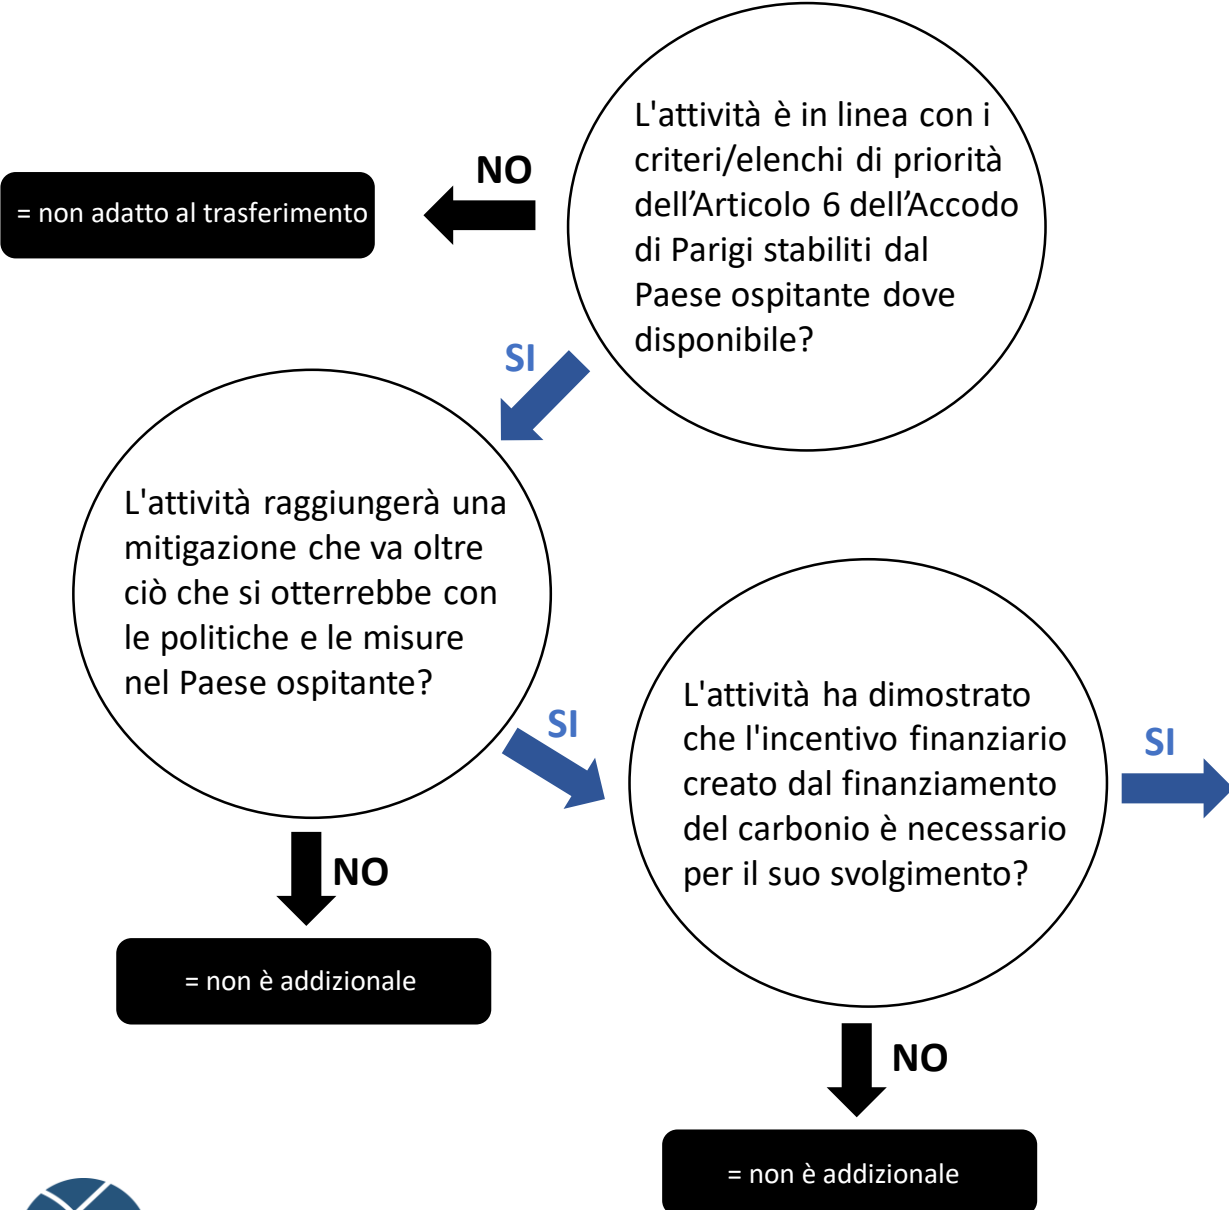 L'attività è in linea con i
criteri/elenchi di priorità
dell’Articolo 6 dell’Accodo
di Parigi stabiliti dal
Paese ospitante dove
disponibile?
NO
= non adatto al trasferimento
SI
L'attività raggiungerà una
mitigazione che va oltre
ciò che si otterrebbe con
le politiche e le misure
nel Paese ospitante?
NO
= non è addizionale
SI
L'attività ha dimostrato
che l'incentivo finanziario
creato dal finanziamento
del carbonio è necessario
per il suo svolgimento?
SI
NO
= non è addizionale